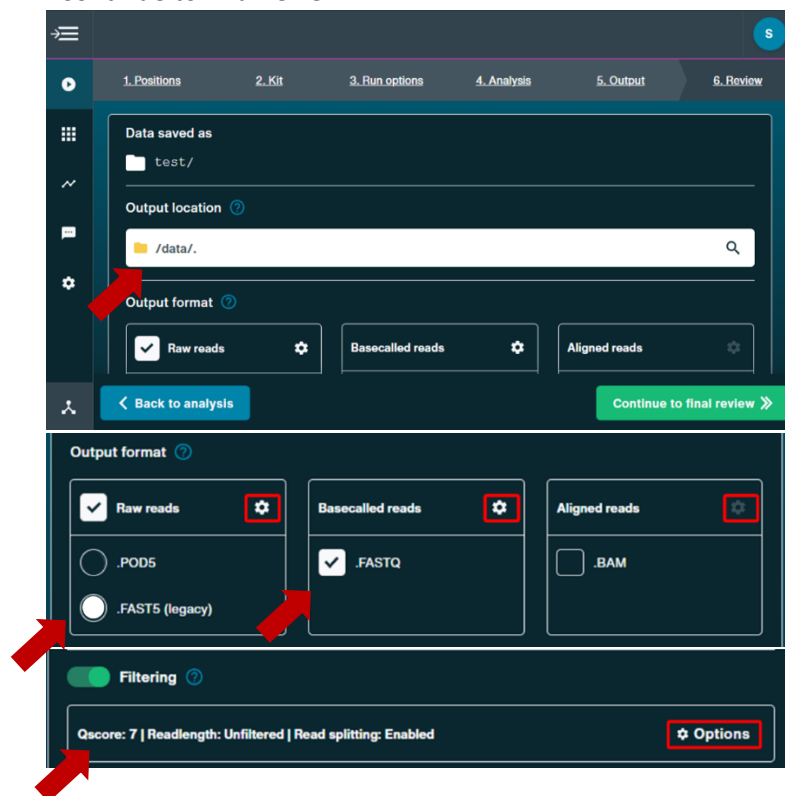 S
1. Positions 2. Kit 3. Run options 4. Analysis 5. Output 6. Review
Data saved as
test/
Output location ?
/data/.
Output format ?
Raw reads Basecalled reads Aligned reads
Back to analysis Continue to final review
Output format ?
Raw reads Basecalled reads Aligned reads
.POD5 .FASTQ .BAM
.FAST5 (legacy)
Filtering ?
Qscore: 7 | Readlength: Unfiltered | Read splitting: Enabled Options